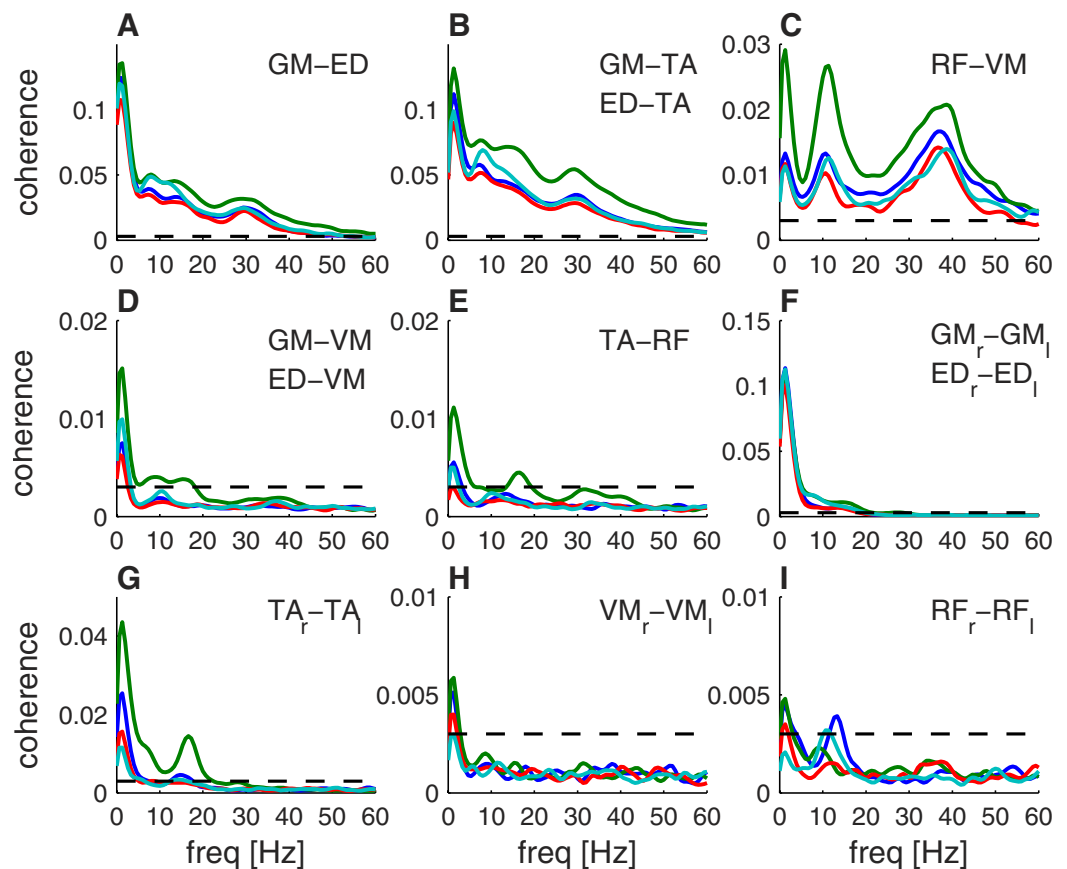 A
GM–ED
coherence
0.1
0.05
0
0 10 20 30 40 50 60
B
GM–TA
ED–TA
0.1
0.05
0
0 10 20 30 40 50 60
C
RF–VM
0.03
0.02
0.01
0
0 10 20 30 40 50 60
D
GM–VM
ED–VM
coherence
0.02
0.01
0
0 10 20 30 40 50 60
E
TA–RF
0.02
0.01
0
0 10 20 30 40 50 60
F
GMr–GMl
EDr–EDl
0.15
0.1
0.05
0
0 10 20 30 40 50 60
G
TAr–TAl
coherence
0.04
0.02
0
0 10 20 30 40 50 60
freq [Hz]
H
VMr–VMl
0.01
0.005
0
0 10 20 30 40 50 60
freq [Hz]
I
RFr–RFl
0.01
0.005
0
0 10 20 30 40 50 60
freq [Hz]